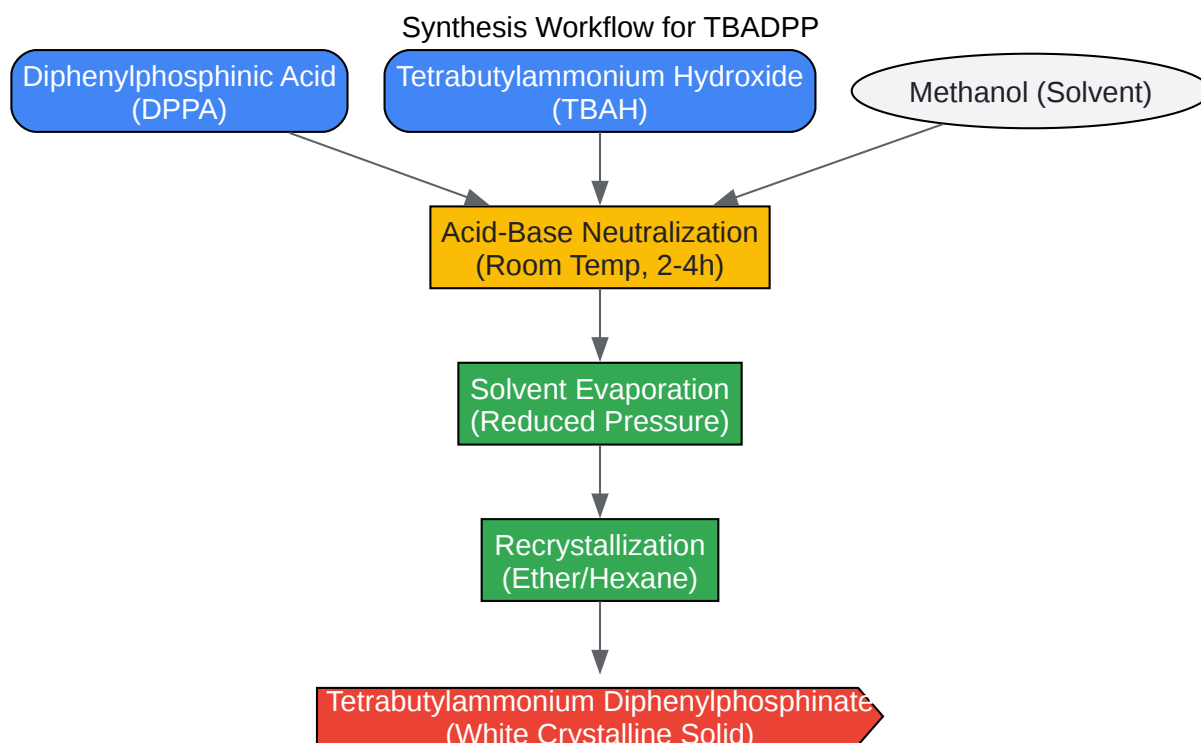 Synthesis Workflow for TBADPP
Diphenylphosphinic Acid
(DPPA)
Tetrabutylammonium Hydroxide
(TBAH)
Methanol (Solvent)
Acid-Base Neutralization
(Room Temp, 2-4h)
Solvent Evaporation
(Reduced Pressure)
Recrystallization
(Ether/Hexane)
Tetrabutylammonium Diphenylphosphinate
(White Crystalline Solid)